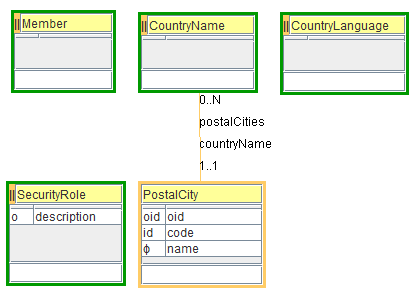 Member
CountryName
CountryLanguage
0..N
postalCities
countryName
1..1
SecurityRole
o description
PostalCity
oid oid
id code
ϕ name